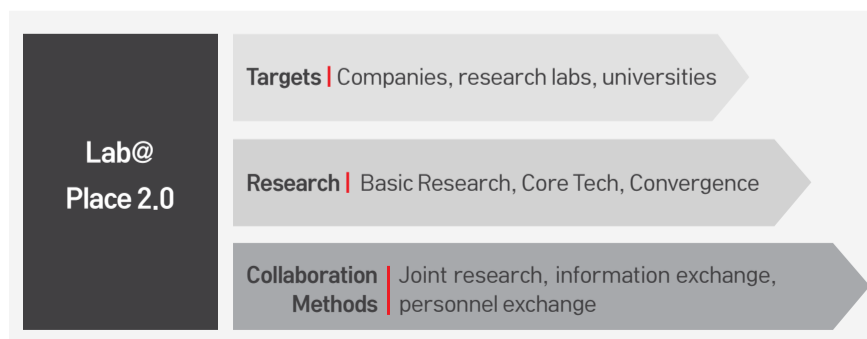 Lab@
Place 2.0
Targets | Companies, research labs, universities
Research | Basic Research, Core Tech, Convergence
Collaboration | Joint research, information exchange,
Methods | personnel exchange